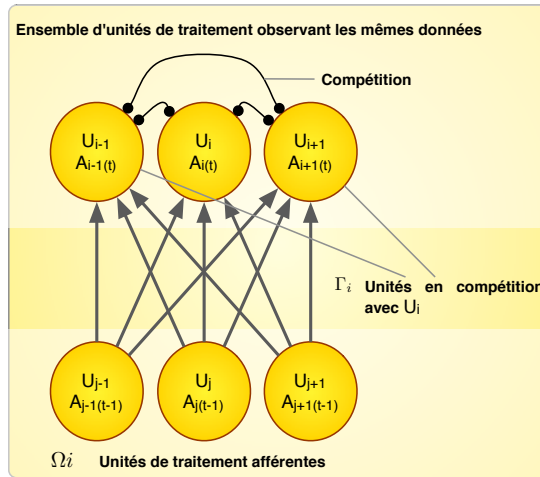 Ensemble d'unités de traitement observant les mêmes données
Compétition
Ui-1 Ui Ui+1
Ai-1(t) Ai(t) Ai+1(t)
Γi Unités en compétition
avec Ui
Uj-1 Uj Uj+1
Aj-1(t-1) Aj(t-1) Aj+1(t-1)
Ωi Unités de traitement afférentes